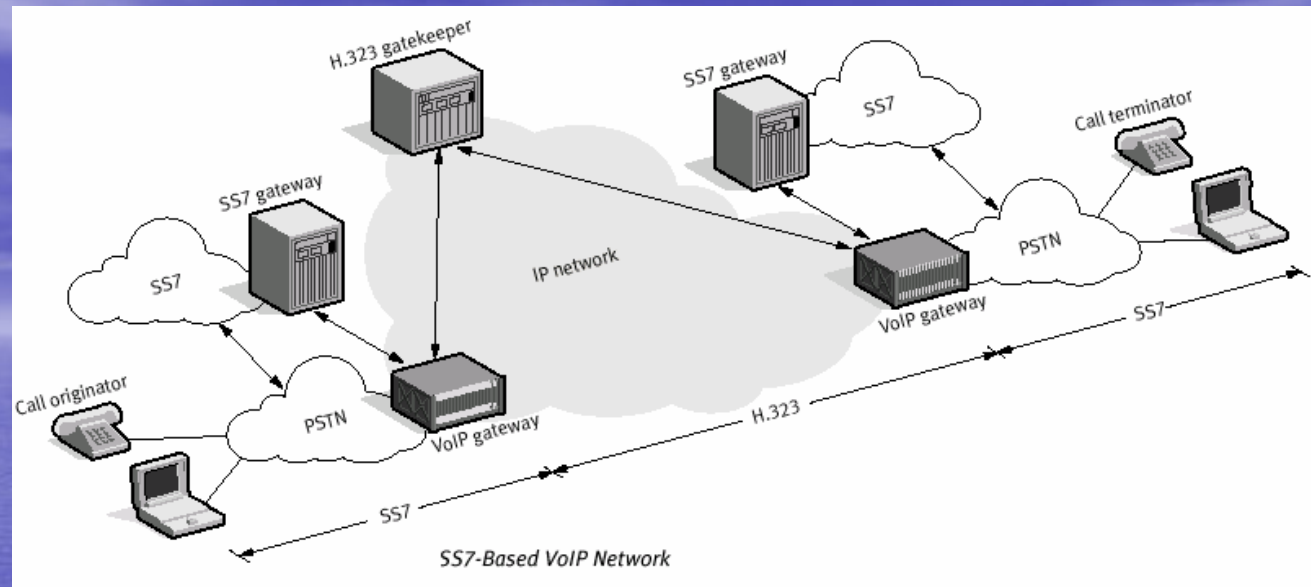 H.323 gatekeeper
SS7 gateway
SS7
Call terminator
SS7 gateway
SS7
IP network
PSTN
VoIP gateway
SS7
Call originator
PSTN
VoIP gateway
H.323
SS7
SS7-Based VoIP Network